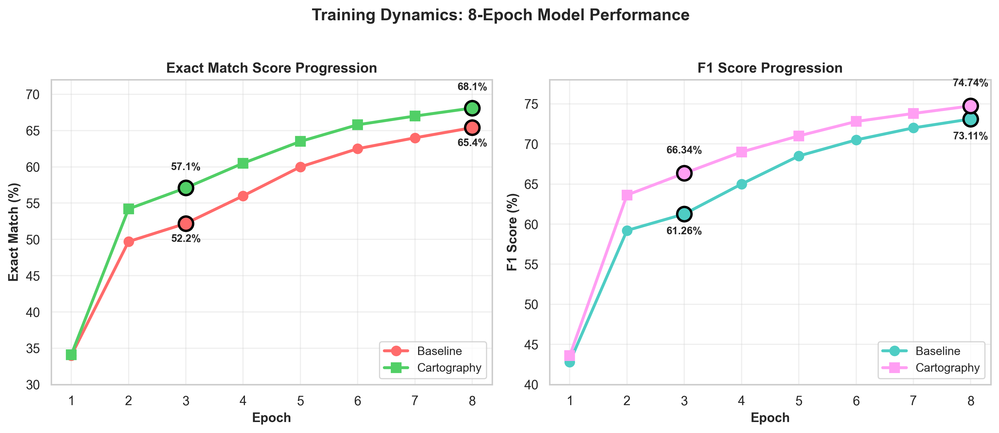 Training Dynamics: 8-Epoch Model Performance
Exact Match Score Progression
Exact Match (%)
70
65
60
55
50
45
40
35
30
57.1%
52.2%
68.1%
65.4%
Baseline
Cartography
1 2 3 4 5 6 7 8
Epoch
F1 Score Progression
F1 Score (%)
75
70
65
60
55
50
45
40
66.34%
61.26%
74.74%
73.11%
Baseline
Cartography
1 2 3 4 5 6 7 8
Epoch